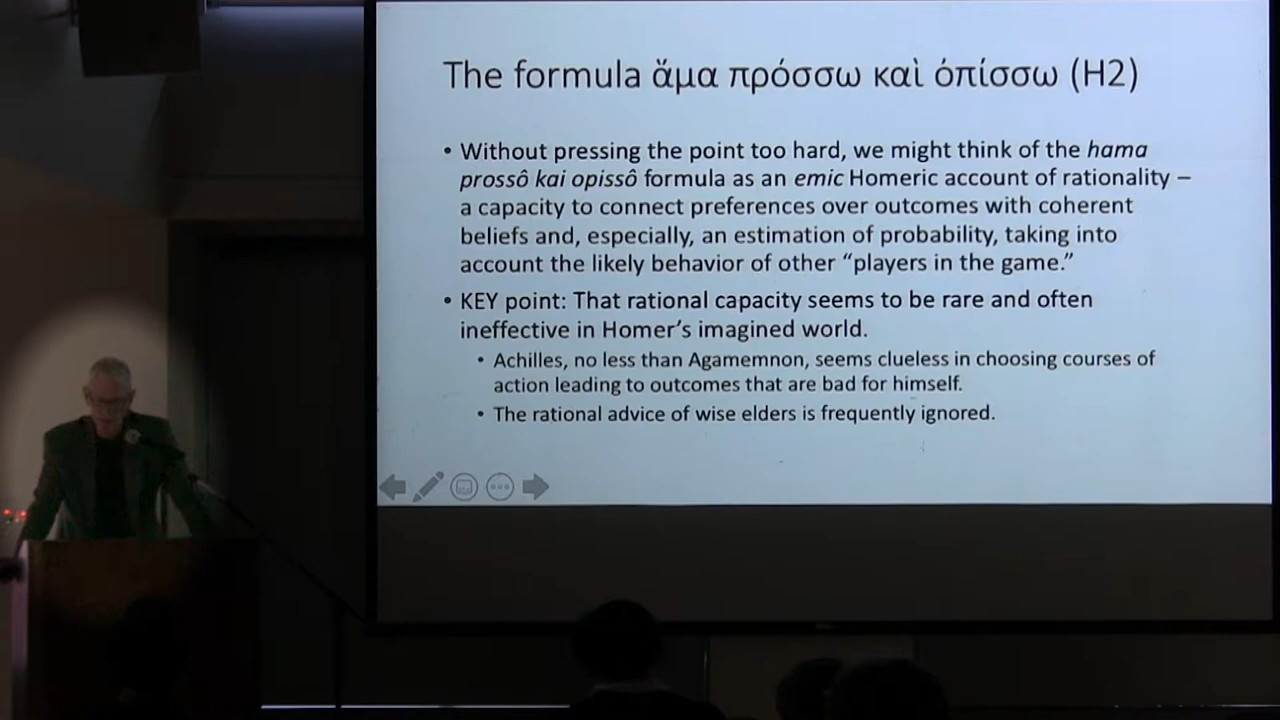 The formula ἅμα πρόσσω καὶ ὀπίσσω (H2)
• Without pressing the point too hard, we might think of the hama
prossô kai opissô formula as an emic Homeric account of rationality –
a capacity to connect preferences over outcomes with coherent
beliefs and, especially, an estimation of probability, taking into
account the likely behavior of other “players in the game.”
• KEY point: That rational capacity seems to be rare and often
ineffective in Homer’s imagined world.
• Achilles, no less than Agamemnon, seems clueless in choosing courses of
action leading to outcomes that are bad for himself.
• The rational advice of wise elders is frequently ignored.